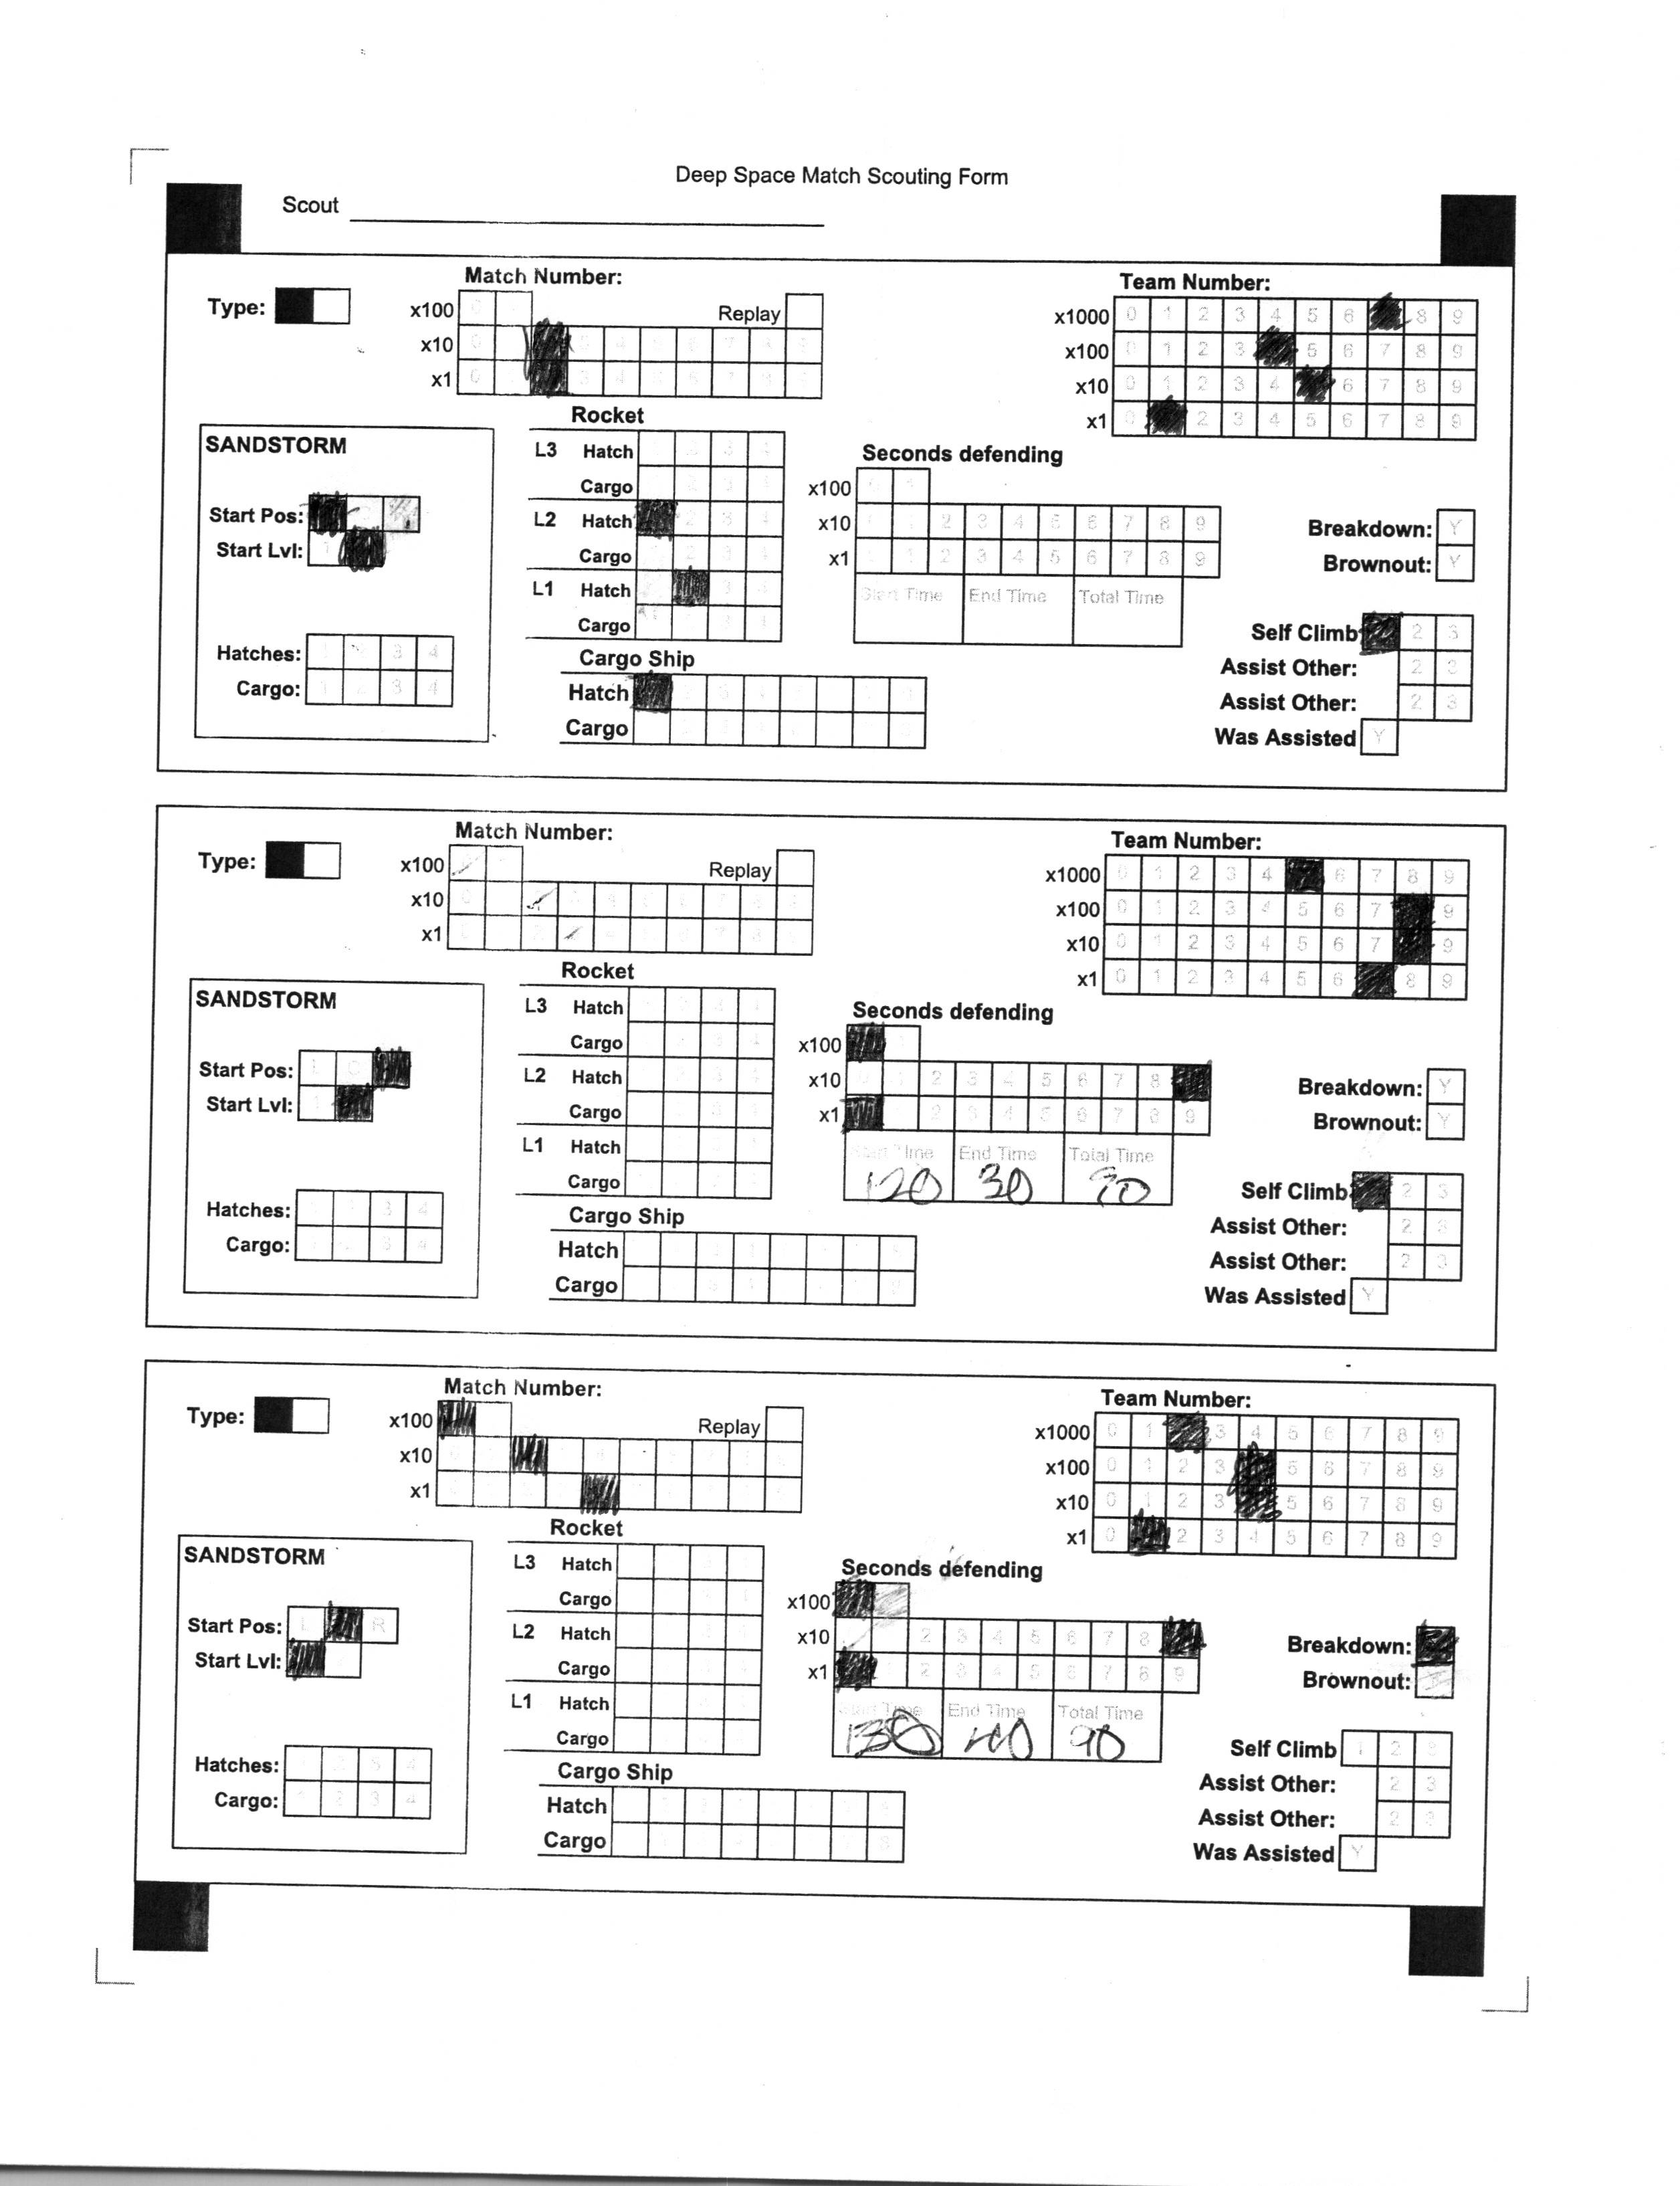 Deep Space Match Scouting Form
Scout
Match Number:
Team Number:
Type:
x100 0
Replay
x1000 0 1 2 3 4 5 6 8 9
x10
x100 0 1 2 3 5 6 7 8 9
x1
x10 0 1 2 3 4 6 7 8 9
x1 0 2 3 4 5 6 7 8 9
Rocket
SANDSTORM
L3 Hatch
Seconds defending
Cargo
x100
Start Pos:
L2 Hatch 2 3 4
x10 2 3 4 5 6 7 8 9
Breakdown: Y
Start Lvl: 1
Cargo
x1 2 3 4 5 6 7 8 9
Brownout: Y
L1 Hatch
Start Time End Time Total Time
Cargo
Self Climb 2 3
Hatches: 3 4
Cargo Ship
Assist Other: 2 3
Cargo: 1 2 3 4
Hatch
Assist Other: 2 3
Cargo
Was Assisted Y
Match Number:
Team Number:
Type:
x100
Replay
x1000 0 1 2 3 4 6 7 8 9
x10
x100 0 1 2 3 4 5 6 7 9
x1
x10 0 1 2 3 4 5 6 7 9
x1 0 1 2 3 4 5 6 8 9
Rocket
SANDSTORM
L3 Hatch
Seconds defending
Cargo
x100
Start Pos: L C
L2 Hatch
x10 1 2 3 4 5 6 7 8
Breakdown: Y
Start Lvl: 1
Cargo
x1 2 3 4 5 6 7 8 9
Brownout: Y
L1 Hatch
Start Time End Time Total Time
Cargo
120 30 90
Self Climb 2 3
Hatches: 3 4
Cargo Ship
Assist Other: 2 3
Cargo: 3 4
Hatch
Assist Other: 2 3
Cargo
Was Assisted Y
Match Number:
Team Number:
Type:
x100
Replay
x1000 0 1 3 4 5 6 7 8 9
x10
x100 0 1 2 3 5 6 7 8 9
x1
x10 0 1 2 3 5 6 7 8 9
x1 0 2 3 4 5 6 7 8 9
Rocket
SANDSTORM
L3 Hatch
Seconds defending
Cargo
x100
Start Pos: L R
L2 Hatch
x10 2 3 4 5 6 7 8
Breakdown:
Start Lvl:
Cargo
x1 2 3 4 5 6 7 8 9
Brownout:
L1 Hatch
Start Time End Time Total Time
Cargo
130 40 90
Self Climb 1 2 3
Hatches: 2 3 4
Cargo Ship
Assist Other: 2 3
Cargo: 1 2 3 4
Hatch
Assist Other: 2 3
Cargo
Was Assisted Y